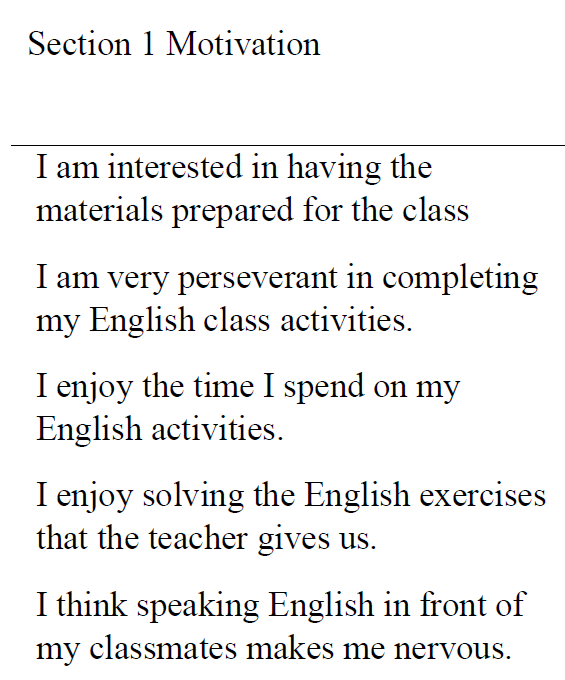 Section 1 Motivation
I am interested in having the
materials prepared for the class
I am very perseverant in completing
my English class activities.
I enjoy the time I spend on my
English activities.
I enjoy solving the English exercises
that the teacher gives us.
I think speaking English in front of
my classmates makes me nervous.